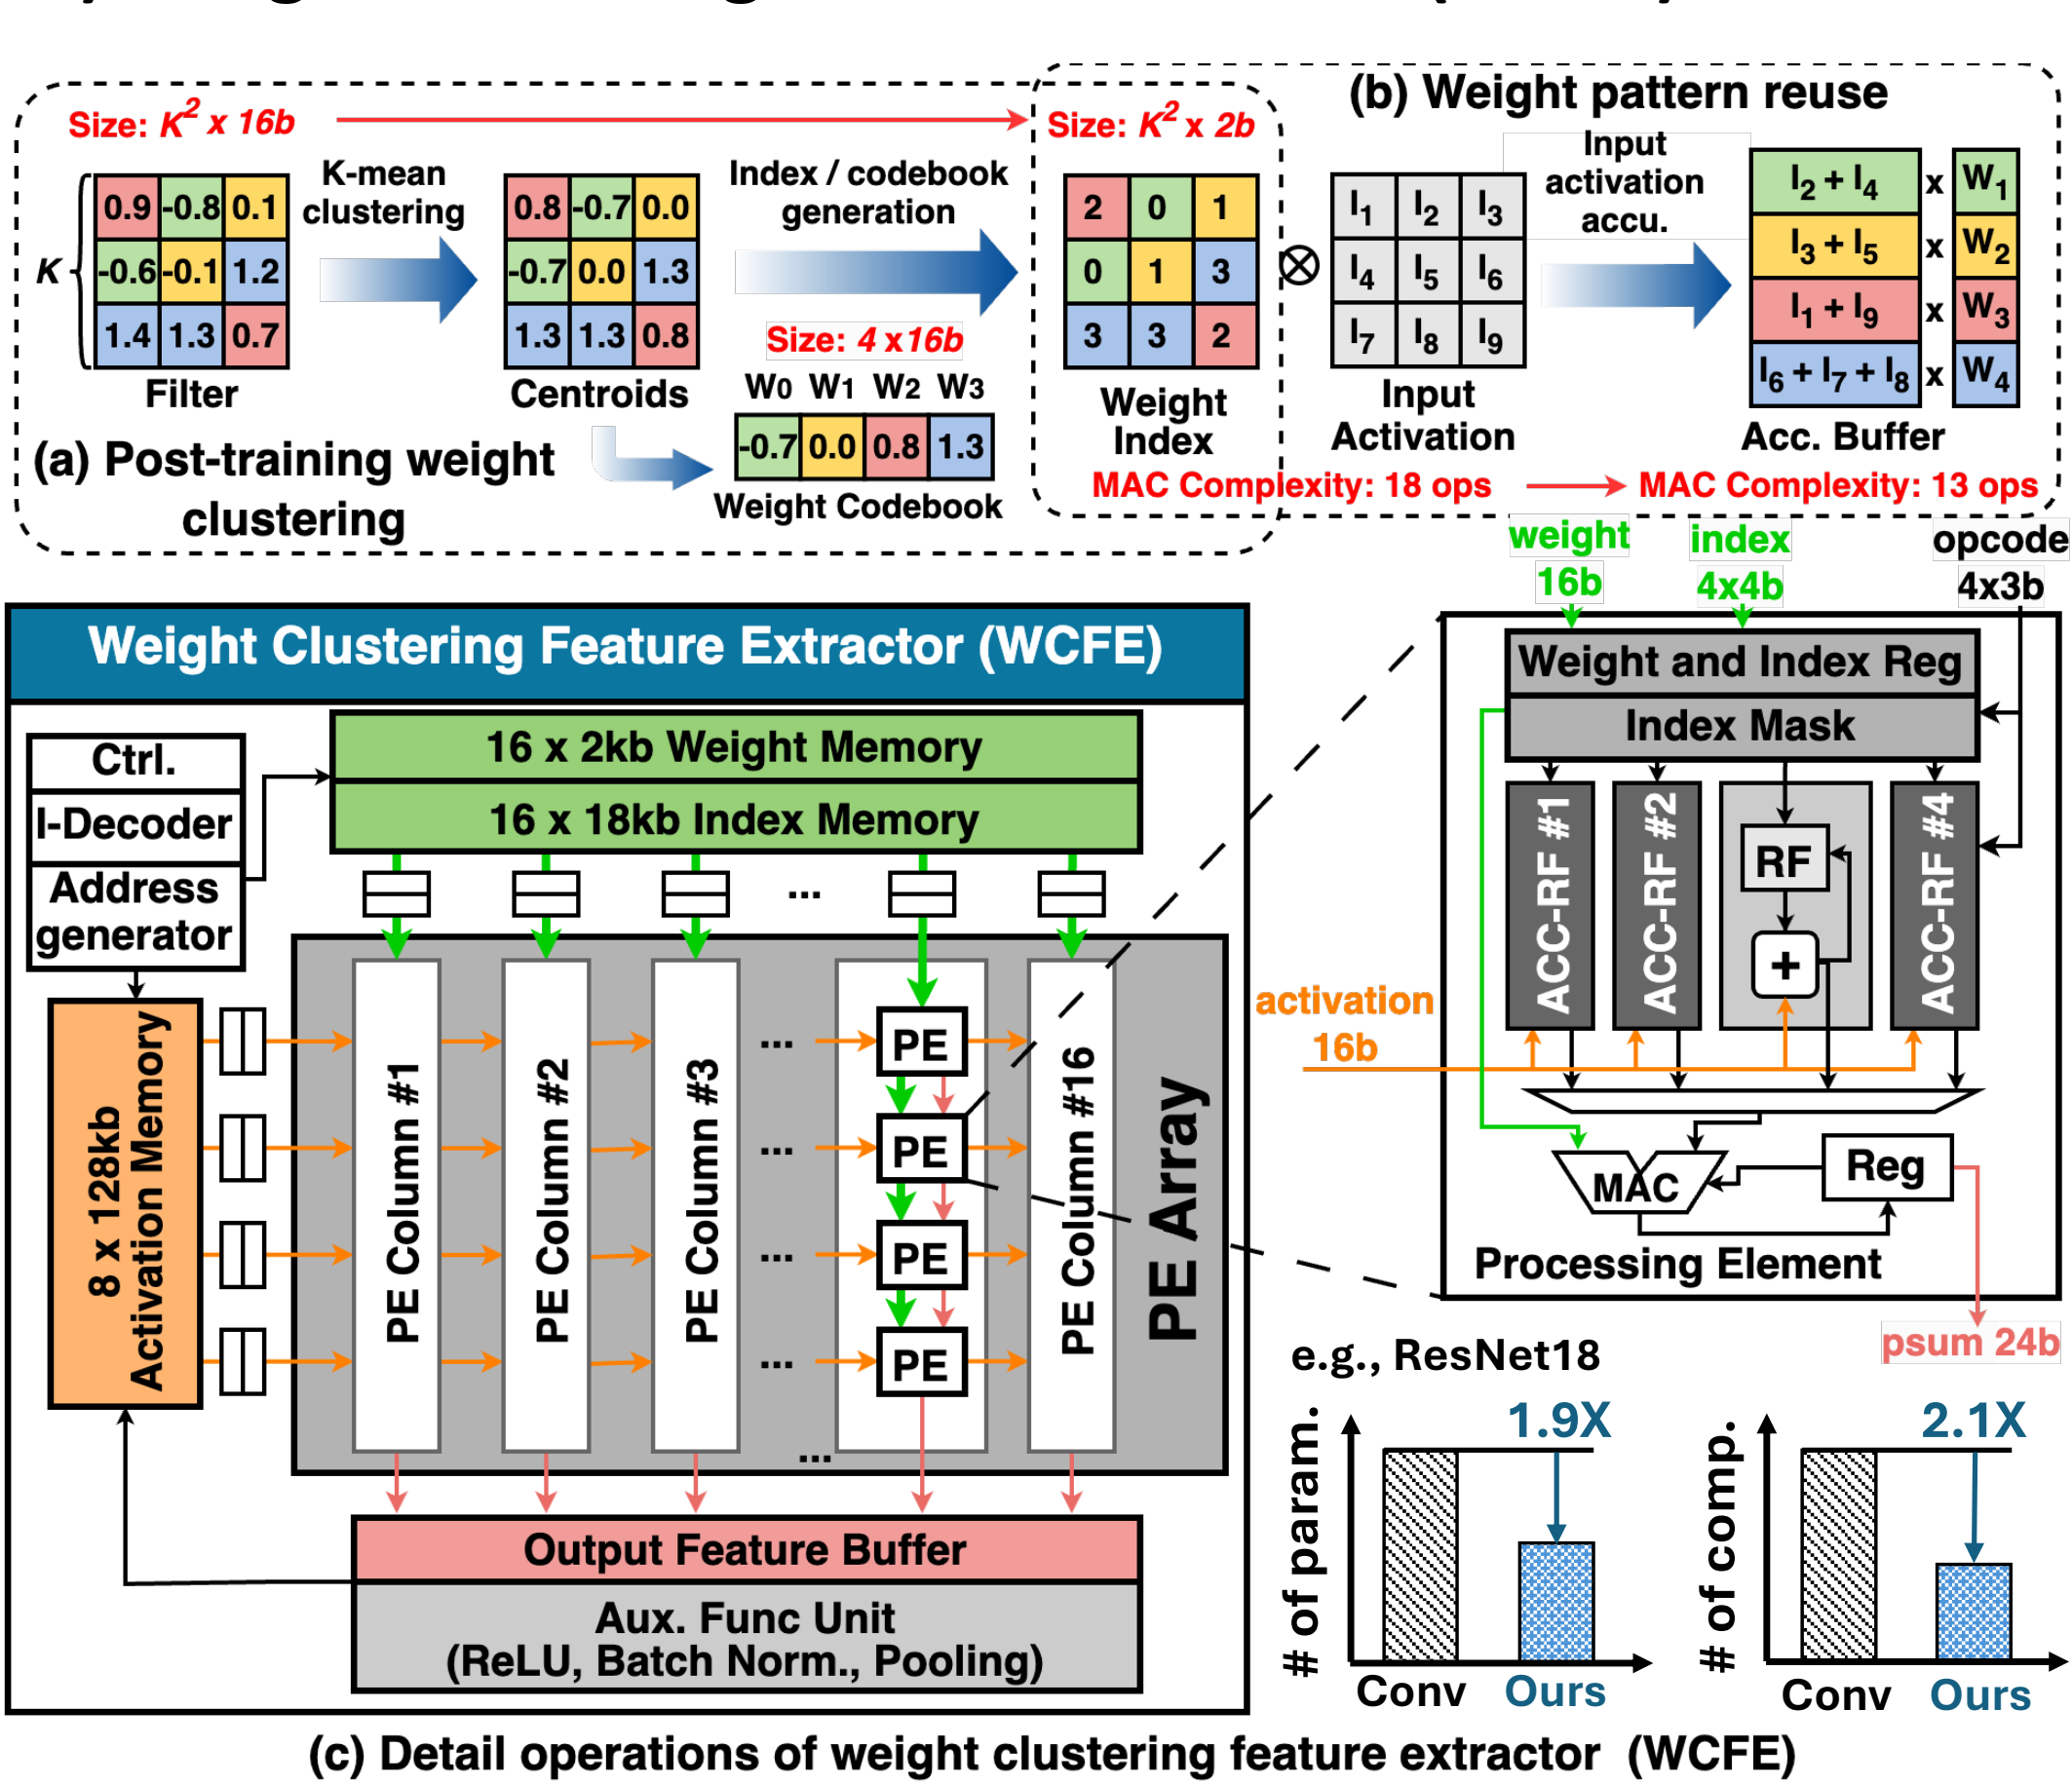 (b) Weight pattern reuse
Size: K² x 16b
Size: K² x 2b
K
0.9 -0.8 0.1
-0.6 -0.1 1.2
1.4 1.3 0.7
Filter
K-mean
clustering
0.8 -0.7 0.0
-0.7 0.0 1.3
1.3 1.3 0.8
Centroids
Index / codebook
generation
Size: 4 x16b
W0 W1 W2 W3
-0.7 0.0 0.8 1.3
Weight Codebook
(a) Post-training weight
clustering
2 0 1
0 1 3
3 3 2
Weight
Index
⊗
I₁ I₂ I₃
I₄ I₅ I₆
I₇ I₈ I₉
Input
Activation
Input
activation
accu.
I₂ + I₄ x W₁
I₃ + I₅ x W₂
I₁ + I₉ x W₃
I₆ + I₇ + I₈ x W₄
Acc. Buffer
MAC Complexity: 18 ops
MAC Complexity: 13 ops
Weight Clustering Feature Extractor (WCFE)
Ctrl.
I-Decoder
Address
generator
16 x 2kb Weight Memory
16 x 18kb Index Memory
...
8 x 128kb
Activation Memory
PE Column #1
PE Column #2
PE Column #3
...
...
...
...
PE
PE
PE
PE
PE Column #16
PE Array
...
Output Feature Buffer
Aux. Func Unit
(ReLU, Batch Norm., Pooling)
weight
16b
index
4x4b
opcode
4x3b
Weight and Index Reg
Index Mask
ACC-RF #1
ACC-RF #2
RF
+
ACC-RF #4
activation
16b
MAC
Reg
Processing Element
psum 24b
e.g., ResNet18
# of param.
1.9X
Conv Ours
# of comp.
2.1X
Conv Ours
(c) Detail operations of weight clustering feature extractor (WCFE)